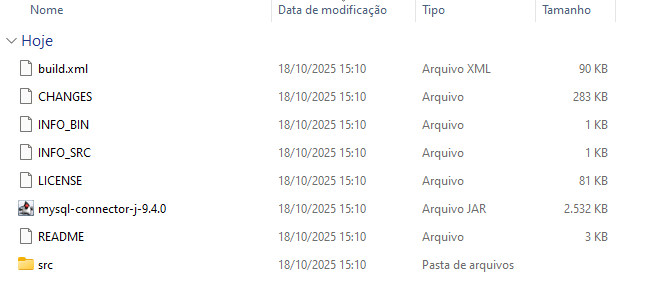 Nome Data de modificação Tipo Tamanho
Hoje
build.xml 18/10/2025 15:10 Arquivo XML 90 KB
CHANGES 18/10/2025 15:10 Arquivo 283 KB
INFO_BIN 18/10/2025 15:10 Arquivo 1 KB
INFO_SRC 18/10/2025 15:10 Arquivo 1 KB
LICENSE 18/10/2025 15:10 Arquivo 81 KB
mysql-connector-j-9.4.0 18/10/2025 15:10 Arquivo JAR 2.532 KB
README 18/10/2025 15:10 Arquivo 3 KB
src 18/10/2025 15:10 Pasta de arquivos